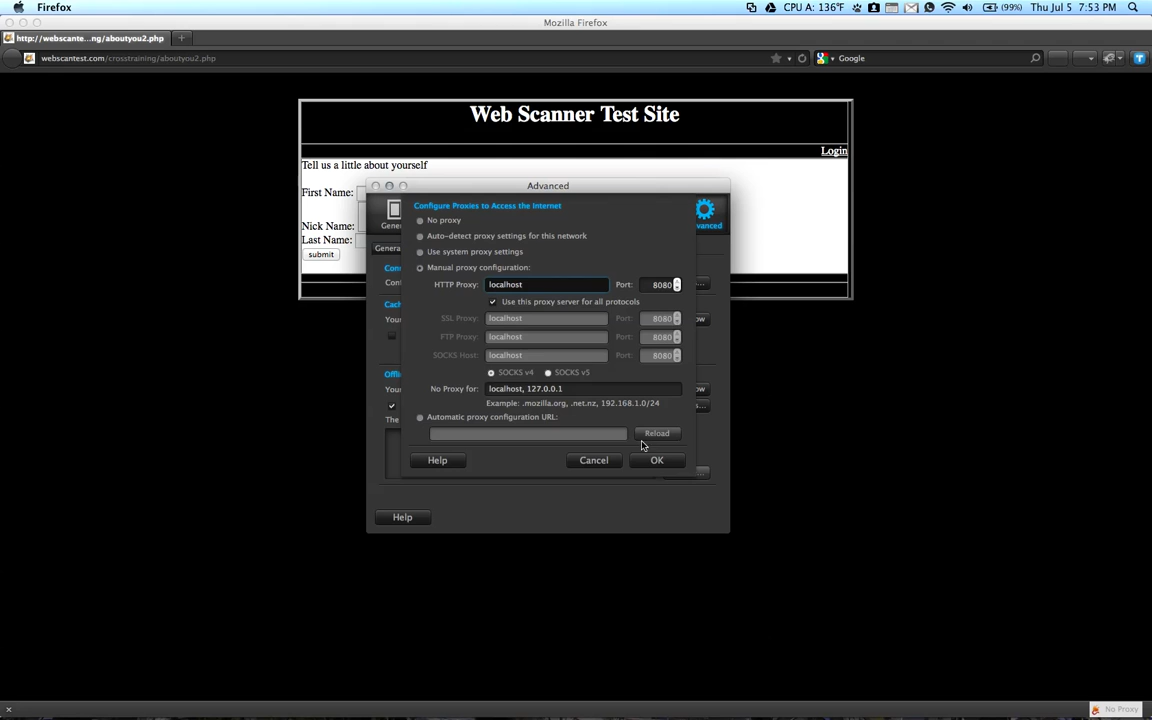 Firefox
CPU A: 136°F
(99%)
Thu Jul 5 7:53 PM
Mozilla Firefox
http://webscante...ng/aboutyou2.php
webscantest.com/crosstraining/aboutyou2.php
Google
Web Scanner Test Site
Login
Tell us a little about yourself
First Name:
Nick Name:
Last Name:
submit
Advanced
Configure Proxies to Access the Internet
No proxy
Auto-detect proxy settings for this network
Use system proxy settings
Manual proxy configuration:
HTTP Proxy: localhost Port: 8080
Use this proxy server for all protocols
SSL Proxy: localhost Port: 8080
FTP Proxy: localhost Port: 8080
SOCKS Host: localhost Port: 8080
SOCKS v4 SOCKS v5
No Proxy for: localhost, 127.0.0.1
Example: .mozilla.org, .net.nz, 192.168.1.0/24
Automatic proxy configuration URL:
Reload
Help Cancel OK
Help
No Proxy